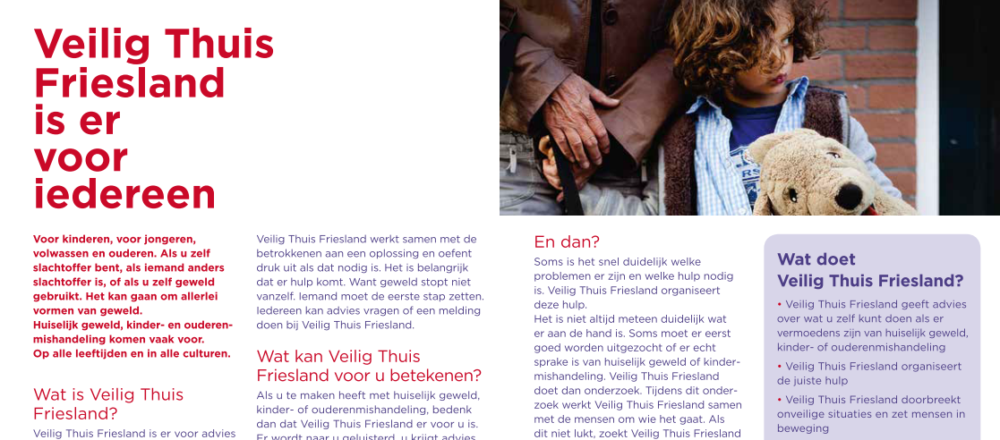 Veilig Thuis
Friesland
is er
voor
iedereen
Voor kinderen, voor jongeren,
volwassen en ouderen. Als u zelf
slachtoffer bent, als iemand anders
slachtoffer is, of als u zelf geweld
gebruikt. Het kan gaan om allerlei
vormen van geweld.
Huiselijk geweld, kinder- en ouderen-
mishandeling komen vaak voor.
Op alle leeftijden en in alle culturen.
Wat is Veilig Thuis
Friesland?
Veilig Thuis Friesland is er voor advies
Veilig Thuis Friesland werkt samen met de
betrokkenen aan een oplossing en oefent
druk uit als dat nodig is. Het is belangrijk
dat er hulp komt. Want geweld stopt niet
vanzelf. Iemand moet de eerste stap zetten.
Iedereen kan advies vragen of een melding
doen bij Veilig Thuis Friesland.
Wat kan Veilig Thuis
Friesland voor u betekenen?
Als u te maken heeft met huiselijk geweld,
kinder- of ouderenmishandeling, bedenk
dan dat Veilig Thuis Friesland er voor u is.
Er wordt naar u geluisterd, u krijgt advies
En dan?
Soms is het snel duidelijk welke
problemen er zijn en welke hulp nodig
is. Veilig Thuis Friesland organiseert
deze hulp.
Het is niet altijd meteen duidelijk wat
er aan de hand is. Soms moet er eerst
goed worden uitgezocht of er echt
sprake is van huiselijk geweld of kinder-
mishandeling. Veilig Thuis Friesland
doet dan onderzoek. Tijdens dit onder-
zoek werkt Veilig Thuis Friesland samen
met de mensen om wie het gaat. Als
dit niet lukt, zoekt Veilig Thuis Friesland
Wat doet
Veilig Thuis Friesland?
• Veilig Thuis Friesland geeft advies
over wat u zelf kunt doen als er
vermoedens zijn van huiselijk geweld,
kinder- of ouderenmishandeling
• Veilig Thuis Friesland organiseert
de juiste hulp
• Veilig Thuis Friesland doorbreekt
onveilige situaties en zet mensen in
beweging